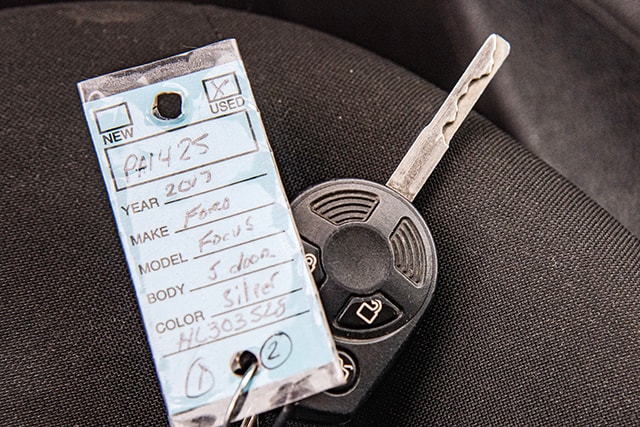 X
NEW USED
PA1425
YEAR 2017
MAKE FORD
MODEL FOCUS
BODY 5 door
COLOR Silver
HL303528
1 2